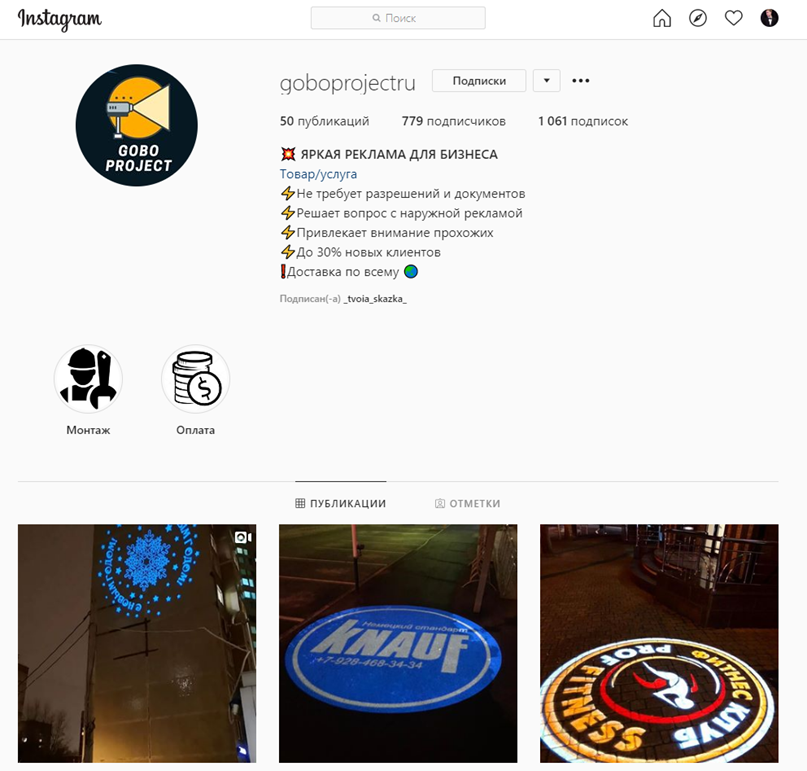 Instagram
Поиск
goboprojectru
Подписки
50 публикаций 779 подписчиков 1 061 подписок
💥 ЯРКАЯ РЕКЛАМА ДЛЯ БИЗНЕСА
Товар/услуга
⚡Не требует разрешений и документов
⚡Решает вопрос с наружной рекламой
⚡Привлекает внимание прохожих
⚡До 30% новых клиентов
❗Доставка по всему 🌏
Подписан(-а) _tvoia_skazka_
GOBO
PROJECT
Монтаж Оплата
ПУБЛИКАЦИИ ОТМЕТКИ
С НОВЫМ ГОДОМ!
Немецкий стандарт
KNAUF
+7-928-468-34-34
PROF FITNESS
ФИТНЕС КЛУБ